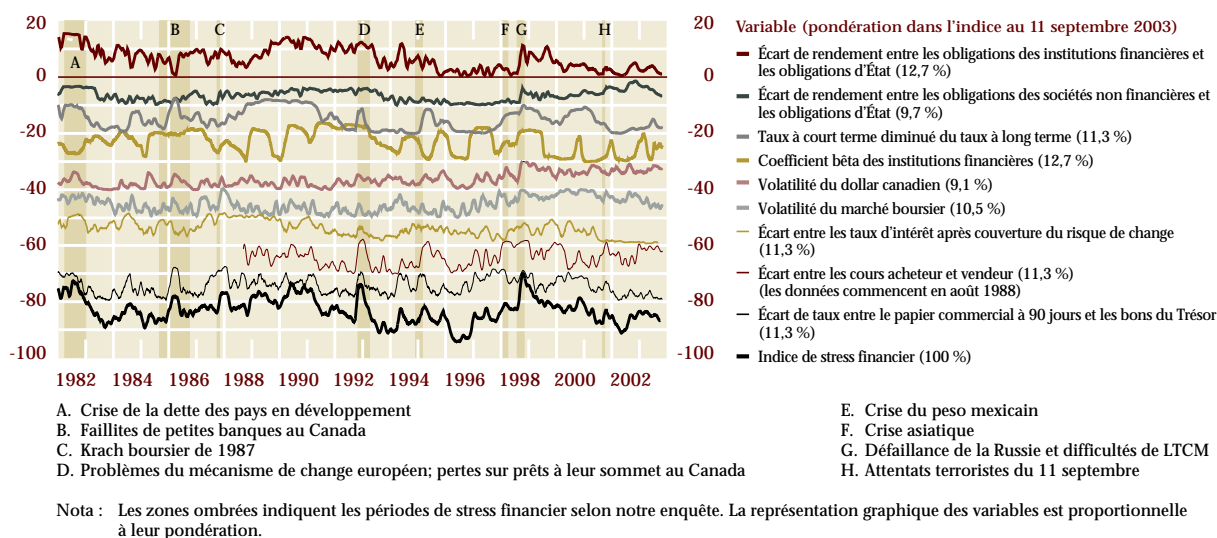 20
0
-20
-40
-60
-80
-100
A
B
C
D
E
F
G
H
20
0
-20
-40
-60
-80
-100
1982 1984 1986 1988 1990 1992 1994 1996 1998 2000 2002
Variable (pondération dans l'indice au 11 septembre 2003)
Écart de rendement entre les obligations des institutions financières et
les obligations d'État (12,7 %)
Écart de rendement entre les obligations des sociétés non financières et
les obligations d'État (9,7 %)
Taux à court terme diminué du taux à long terme (11,3 %)
Coefficient bêta des institutions financières (12,7 %)
Volatilité du dollar canadien (9,1 %)
Volatilité du marché boursier (10,5 %)
Écart entre les taux d'intérêt après couverture du risque de change
(11,3 %)
Écart entre les cours acheteur et vendeur (11,3 %)
(les données commencent en août 1988)
Écart de taux entre le papier commercial à 90 jours et les bons du Trésor
(11,3 %)
Indice de stress financier (100 %)
A. Crise de la dette des pays en développement
B. Faillites de petites banques au Canada
C. Krach boursier de 1987
D. Problèmes du mécanisme de change européen; pertes sur prêts à leur sommet au Canada
E. Crise du peso mexicain
F. Crise asiatique
G. Défaillance de la Russie et difficultés de LTCM
H. Attentats terroristes du 11 septembre
Nota : Les zones ombrées indiquent les périodes de stress financier selon notre enquête. La représentation graphique des variables est proportionnelle
à leur pondération.